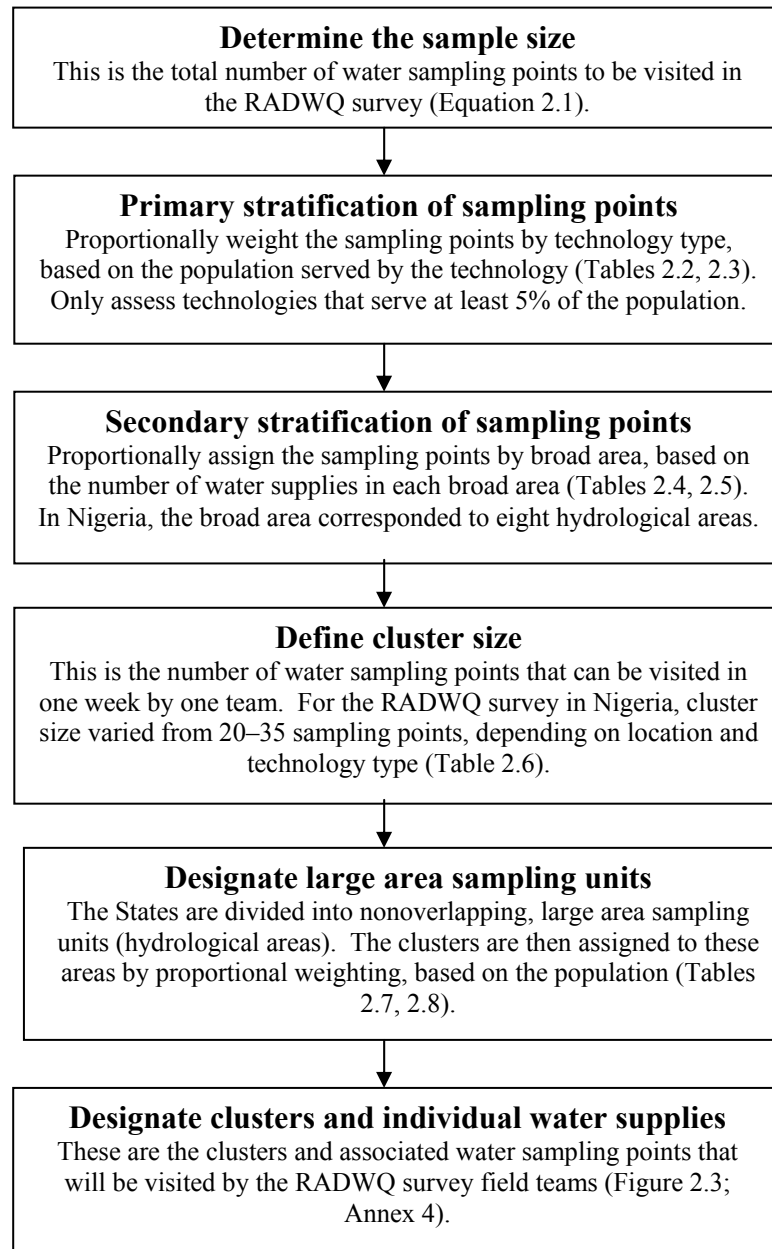 Determine the sample size
This is the total number of water sampling points to be visited in
the RADWQ survey (Equation 2.1).
Primary stratification of sampling points
Proportionally weight the sampling points by technology type,
based on the population served by the technology (Tables 2.2, 2.3).
Only assess technologies that serve at least 5% of the population.
Secondary stratification of sampling points
Proportionally assign the sampling points by broad area, based on
the number of water supplies in each broad area (Tables 2.4, 2.5).
In Nigeria, the broad area corresponded to eight hydrological areas.
Define cluster size
This is the number of water sampling points that can be visited in
one week by one team.  For the RADWQ survey in Nigeria, cluster
size varied from 20–35 sampling points, depending on location and
technology type (Table 2.6).
Designate large area sampling units
The States are divided into nonoverlapping, large area sampling
units (hydrological areas).  The clusters are then assigned to these
areas by proportional weighting, based on the population (Tables
2.7, 2.8).
Designate clusters and individual water supplies
These are the clusters and associated water sampling points that
will be visited by the RADWQ survey field teams (Figure 2.3;
Annex 4).